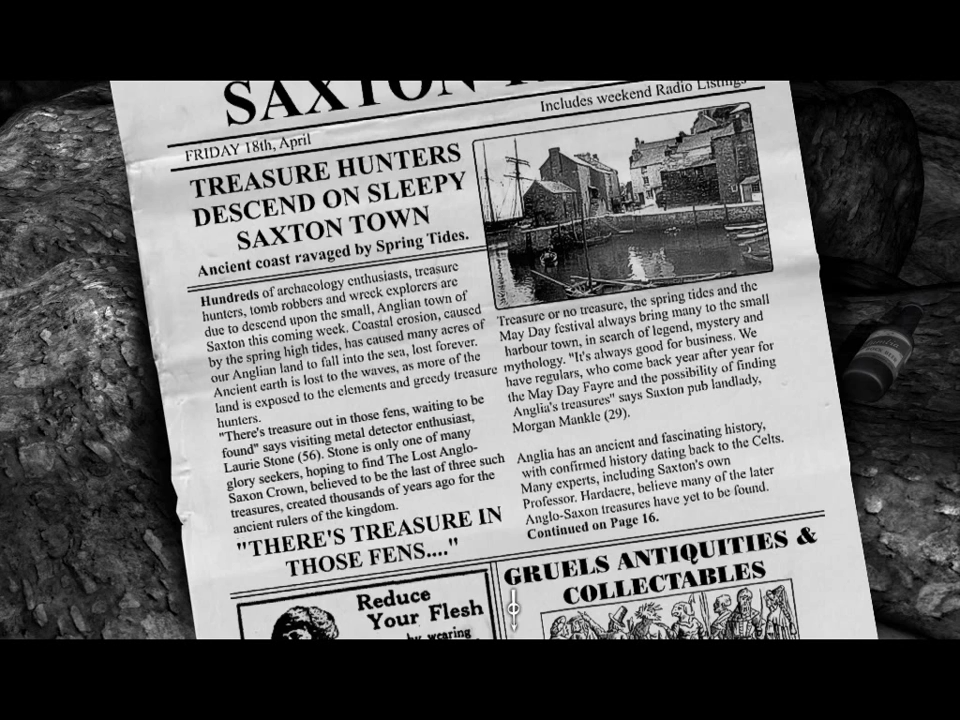 SAXTON
Includes weekend Radio Listings
FRIDAY 18th, April
TREASURE HUNTERS
DESCEND ON SLEEPY
SAXTON TOWN
Ancient coast ravaged by Spring Tides.
Hundreds of archaeology enthusiasts, treasure
hunters, tomb robbers and wreck explorers are
due to descend upon the small, Anglian town of
Saxton this coming week. Coastal erosion, caused
by the spring high tides, has caused many acres of
our Anglian land to fall into the sea, lost forever.
Ancient earth is lost to the waves, as more of the
land is exposed to the elements and greedy treasure
hunters.
"There's treasure out in those fens, waiting to be
found" says visiting metal detector enthusiast,
Laurie Stone (56). Stone is only one of many
glory seekers, hoping to find The Lost Anglo-
Saxon Crown, believed to be the last of three such
treasures, created thousands of years ago for the
ancient rulers of the kingdom.
"THERE'S TREASURE IN
THOSE FENS...."
Treasure or no treasure, the spring tides and the
May Day festival always bring many to the small
harbour town, in search of legend, mystery and
mythology. "It's always good for business. We
have regulars, who come back year after year for
the May Day Fayre and the possibility of finding
Anglia's treasures" says Saxton pub landlady,
Morgan Mankle (29).
Anglia has an ancient and fascinating history,
with confirmed history dating back to the Celts.
Many experts, including Saxton's own
Professor. Hardacre, believe many of the later
Anglo-Saxon treasures have yet to be found.
Continued on Page 16.
Reduce
Your Flesh
by wearing
GRUELS ANTIQUITIES &
COLLECTABLES